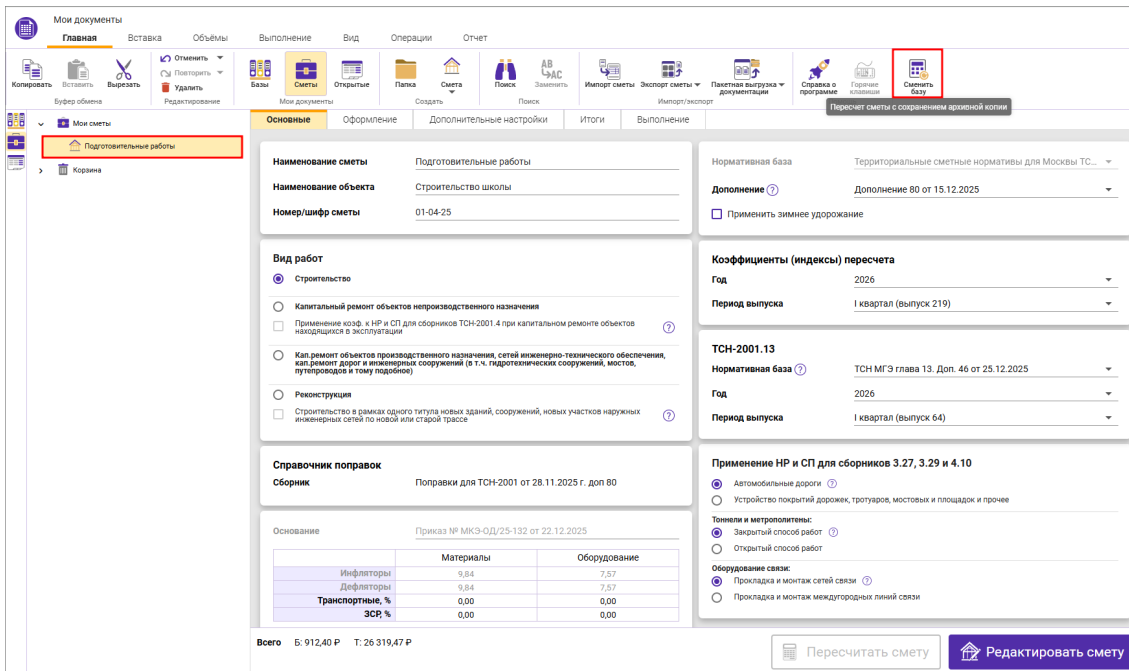 Мои документы
Главная Вставка Объёмы Выполнение Вид Операции Отчет
Копировать Вставить Вырезать
Отменить
Повторить
Удалить
Базы Сметы Открытые Папка Смета Поиск Заменить Импорт сметы Экспорт сметы Пакетная выгрузка документации Справка о программе Горячие клавиши Сменить базу
AB
AC
Буфер обмена Редактирование Мои документы Создать Поиск Импорт/экспорт
Пересчет сметы с сохранением архивной копии
Мои сметы
Подготовительные работы
Корзина
Основные Оформление Дополнительные настройки Итоги Выполнение
Наименование сметы Подготовительные работы
Наименование объекта Строительство школы
Номер/шифр сметы 01-04-25
Вид работ
Строительство
Капитальный ремонт объектов непроизводственного назначения
Применение коэф. к НР и СП для сборников ТСН-2001.4 при капитальном ремонте объектов
находящихся в эксплуатации
?
Кап.ремонт объектов производственного назначения, сетей инженерно-технического обеспечения,
кап.ремонт дорог и инженерных сооружений (в т.ч. гидротехнических сооружений, мостов,
путепроводов и тому подобное)
Реконструкция
Строительство в рамках одного титула новых зданий, сооружений, новых участков наружных
инженерных сетей по новой или старой трассе
?
Справочник поправок
Сборник Поправки для ТСН-2001 от 28.11.2025 г. доп 80
Основание Приказ № МКЭ-ОД/25-132 от 22.12.2025
Материалы Оборудование
Инфляторы 9,84 7,57
Дефляторы 9,84 7,57
Транспортные, % 0,00 0,00
ЗСР, % 0,00 0,00
Нормативная база Территориальные сметные нормативы для Москвы ТС...
Дополнение ? Дополнение 80 от 15.12.2025
Применить зимнее удорожание
Коэффициенты (индексы) пересчета
Год 2026
Период выпуска I квартал (выпуск 219)
ТСН-2001.13
Нормативная база ? ТСН МГЭ глава 13. Доп. 46 от 25.12.2025
Год 2026
Период выпуска I квартал (выпуск 64)
Применение НР и СП для сборников 3.27, 3.29 и 4.10
Автомобильные дороги ?
Устройство покрытий дорожек, тротуаров, мостовых и площадок и прочее
Тоннели и метрополитены:
Закрытый способ работ ?
Открытый способ работ
Оборудование связи:
Прокладка и монтаж сетей связи ?
Прокладка и монтаж междугородных линий связи
Всего Б: 912,40 ₽ Т: 26 319,47 ₽
Пересчитать смету Редактировать смету